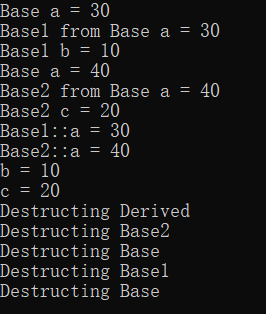 Base a = 30
Base1 from Base a = 30
Base1 b = 10
Base a = 40
Base2 from Base a = 40
Base2 c = 20
Base1::a = 30
Base2::a = 40
b = 10
c = 20
Destructing Derived
Destructing Base2
Destructing Base
Destructing Base1
Destructing Base